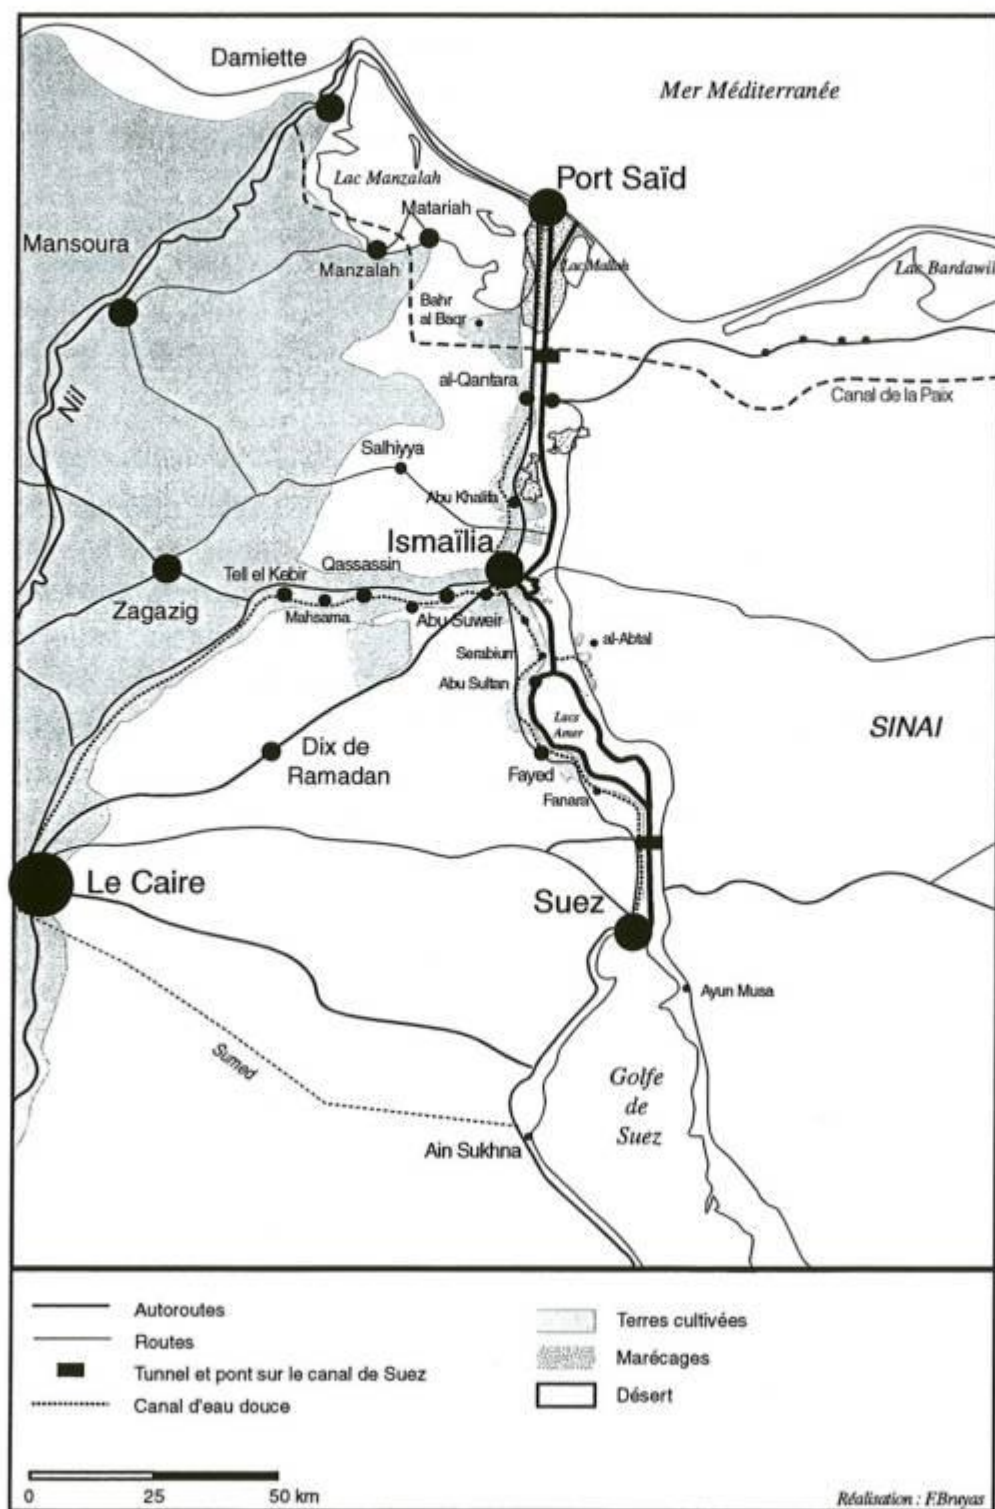 Damiette
Mer Méditerranée
Port Saïd
Lac Manzalah
Matariah
Mansoura
Manzalah
Lac Mallah
Lac Bardawil
Bahr
al Baqr
al-Qantara
Canal de la Paix
Nil
Salhiyya
Abu Khalifa
Ismaïlia
Qassassin
Tell el Kebir
Zagazig
Mahsama
Abu Suweir
al-Abtal
Serabium
Abu Sultan
Lacs
Amer
SINAI
Dix de
Ramadan
Fayed
Fanara
Le Caire
Suez
Ayun Musa
Sumed
Golfe
de
Suez
Ain Sukhna
Autoroutes
Routes
Tunnel et pont sur le canal de Suez
Canal d'eau douce
Terres cultivées
Marécages
Désert
0 25 50 km
Réalisation : F.Bruyas